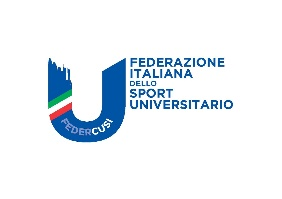 FEDERAZIONE
ITALIANA
DELLO
SPORT
UNIVERSITARIO
FEDERCUSI